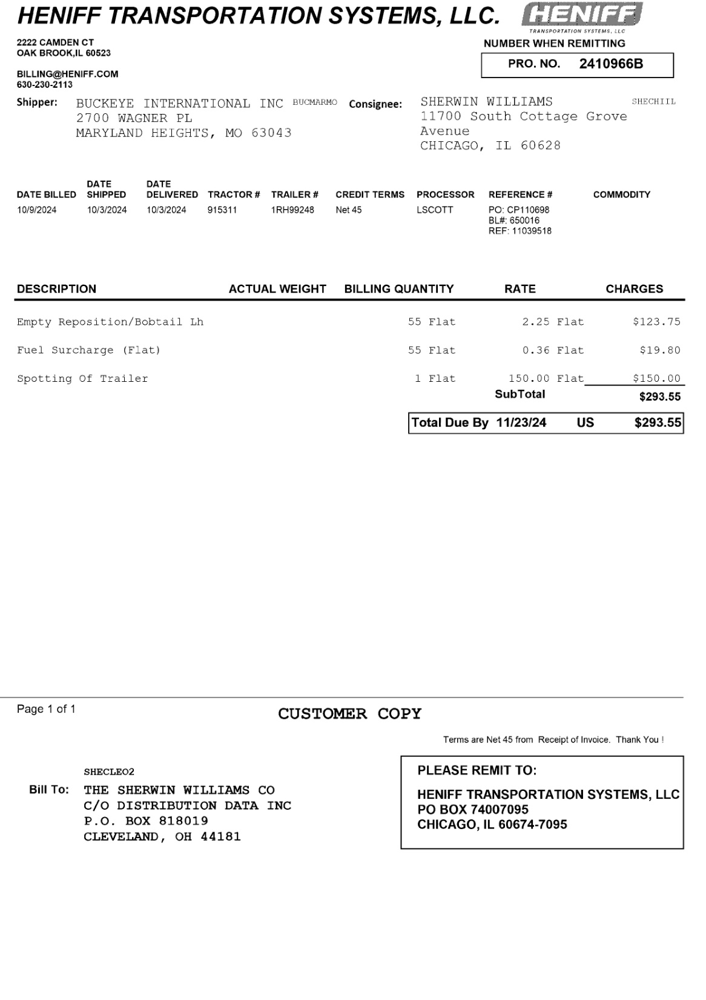 HENIFF TRANSPORTATION SYSTEMS, LLC.
HENIFF
TRANSPORTATION SYSTEMS, LLC
2222 CAMDEN CT
OAK BROOK,IL 60523
BILLING@HENIFF.COM
630-230-2113
NUMBER WHEN REMITTING
PRO. NO. 2410966B
Shipper: BUCKEYE INTERNATIONAL INC BUCMARMO
2700 WAGNER PL
MARYLAND HEIGHTS, MO 63043
Consignee: SHERWIN WILLIAMS SHECHIIL
11700 South Cottage Grove
Avenue
CHICAGO, IL 60628
DATE BILLED DATE SHIPPED DATE DELIVERED TRACTOR # TRAILER # CREDIT TERMS PROCESSOR REFERENCE # COMMODITY
10/9/2024 10/3/2024 10/3/2024 915311 1RH99248 Net 45 LSCOTT PO: CP110698
BL#: 650016
REF: 11039518
DESCRIPTION ACTUAL WEIGHT BILLING QUANTITY RATE CHARGES
Empty Reposition/Bobtail Lh 55 Flat 2.25 Flat $123.75
Fuel Surcharge (Flat) 55 Flat 0.36 Flat $19.80
Spotting Of Trailer 1 Flat 150.00 Flat $150.00
SubTotal $293.55
Total Due By 11/23/24 US $293.55
Page 1 of 1
CUSTOMER COPY
Terms are Net 45 from Receipt of Invoice. Thank You !
SHECLEO2
Bill To: THE SHERWIN WILLIAMS CO
C/O DISTRIBUTION DATA INC
P.O. BOX 818019
CLEVELAND, OH 44181
PLEASE REMIT TO:
HENIFF TRANSPORTATION SYSTEMS, LLC
PO BOX 74007095
CHICAGO, IL 60674-7095